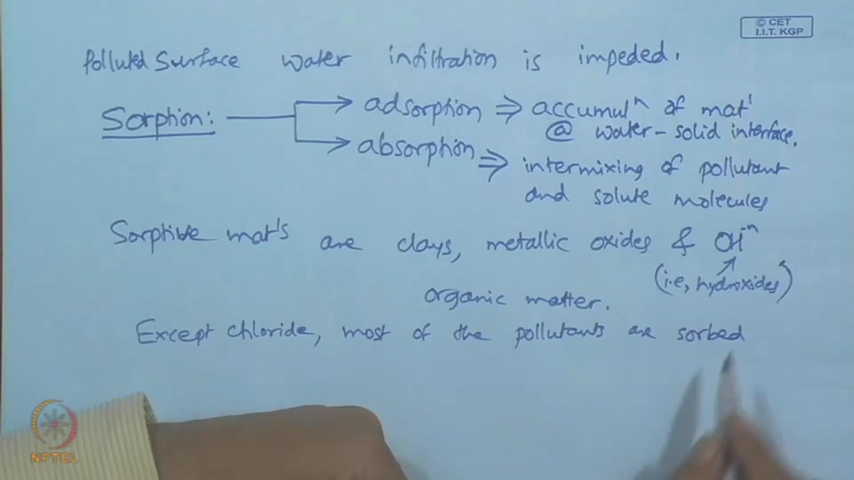 © CET
I.I.T. KGP
Polluted Surface water infiltration is impeded.
Sorption: → adsorption ⇒ accumulⁿ of mat'
@ water-solid interface.
→ absorption ⇒ intermixing of pollutant
and solute molecules
Sorptive mat's are clays, metallic oxides & OHⁿ
(i.e, hydroxides)
organic matter.
Except chloride, most of the pollutants are sorbed
NPTEL